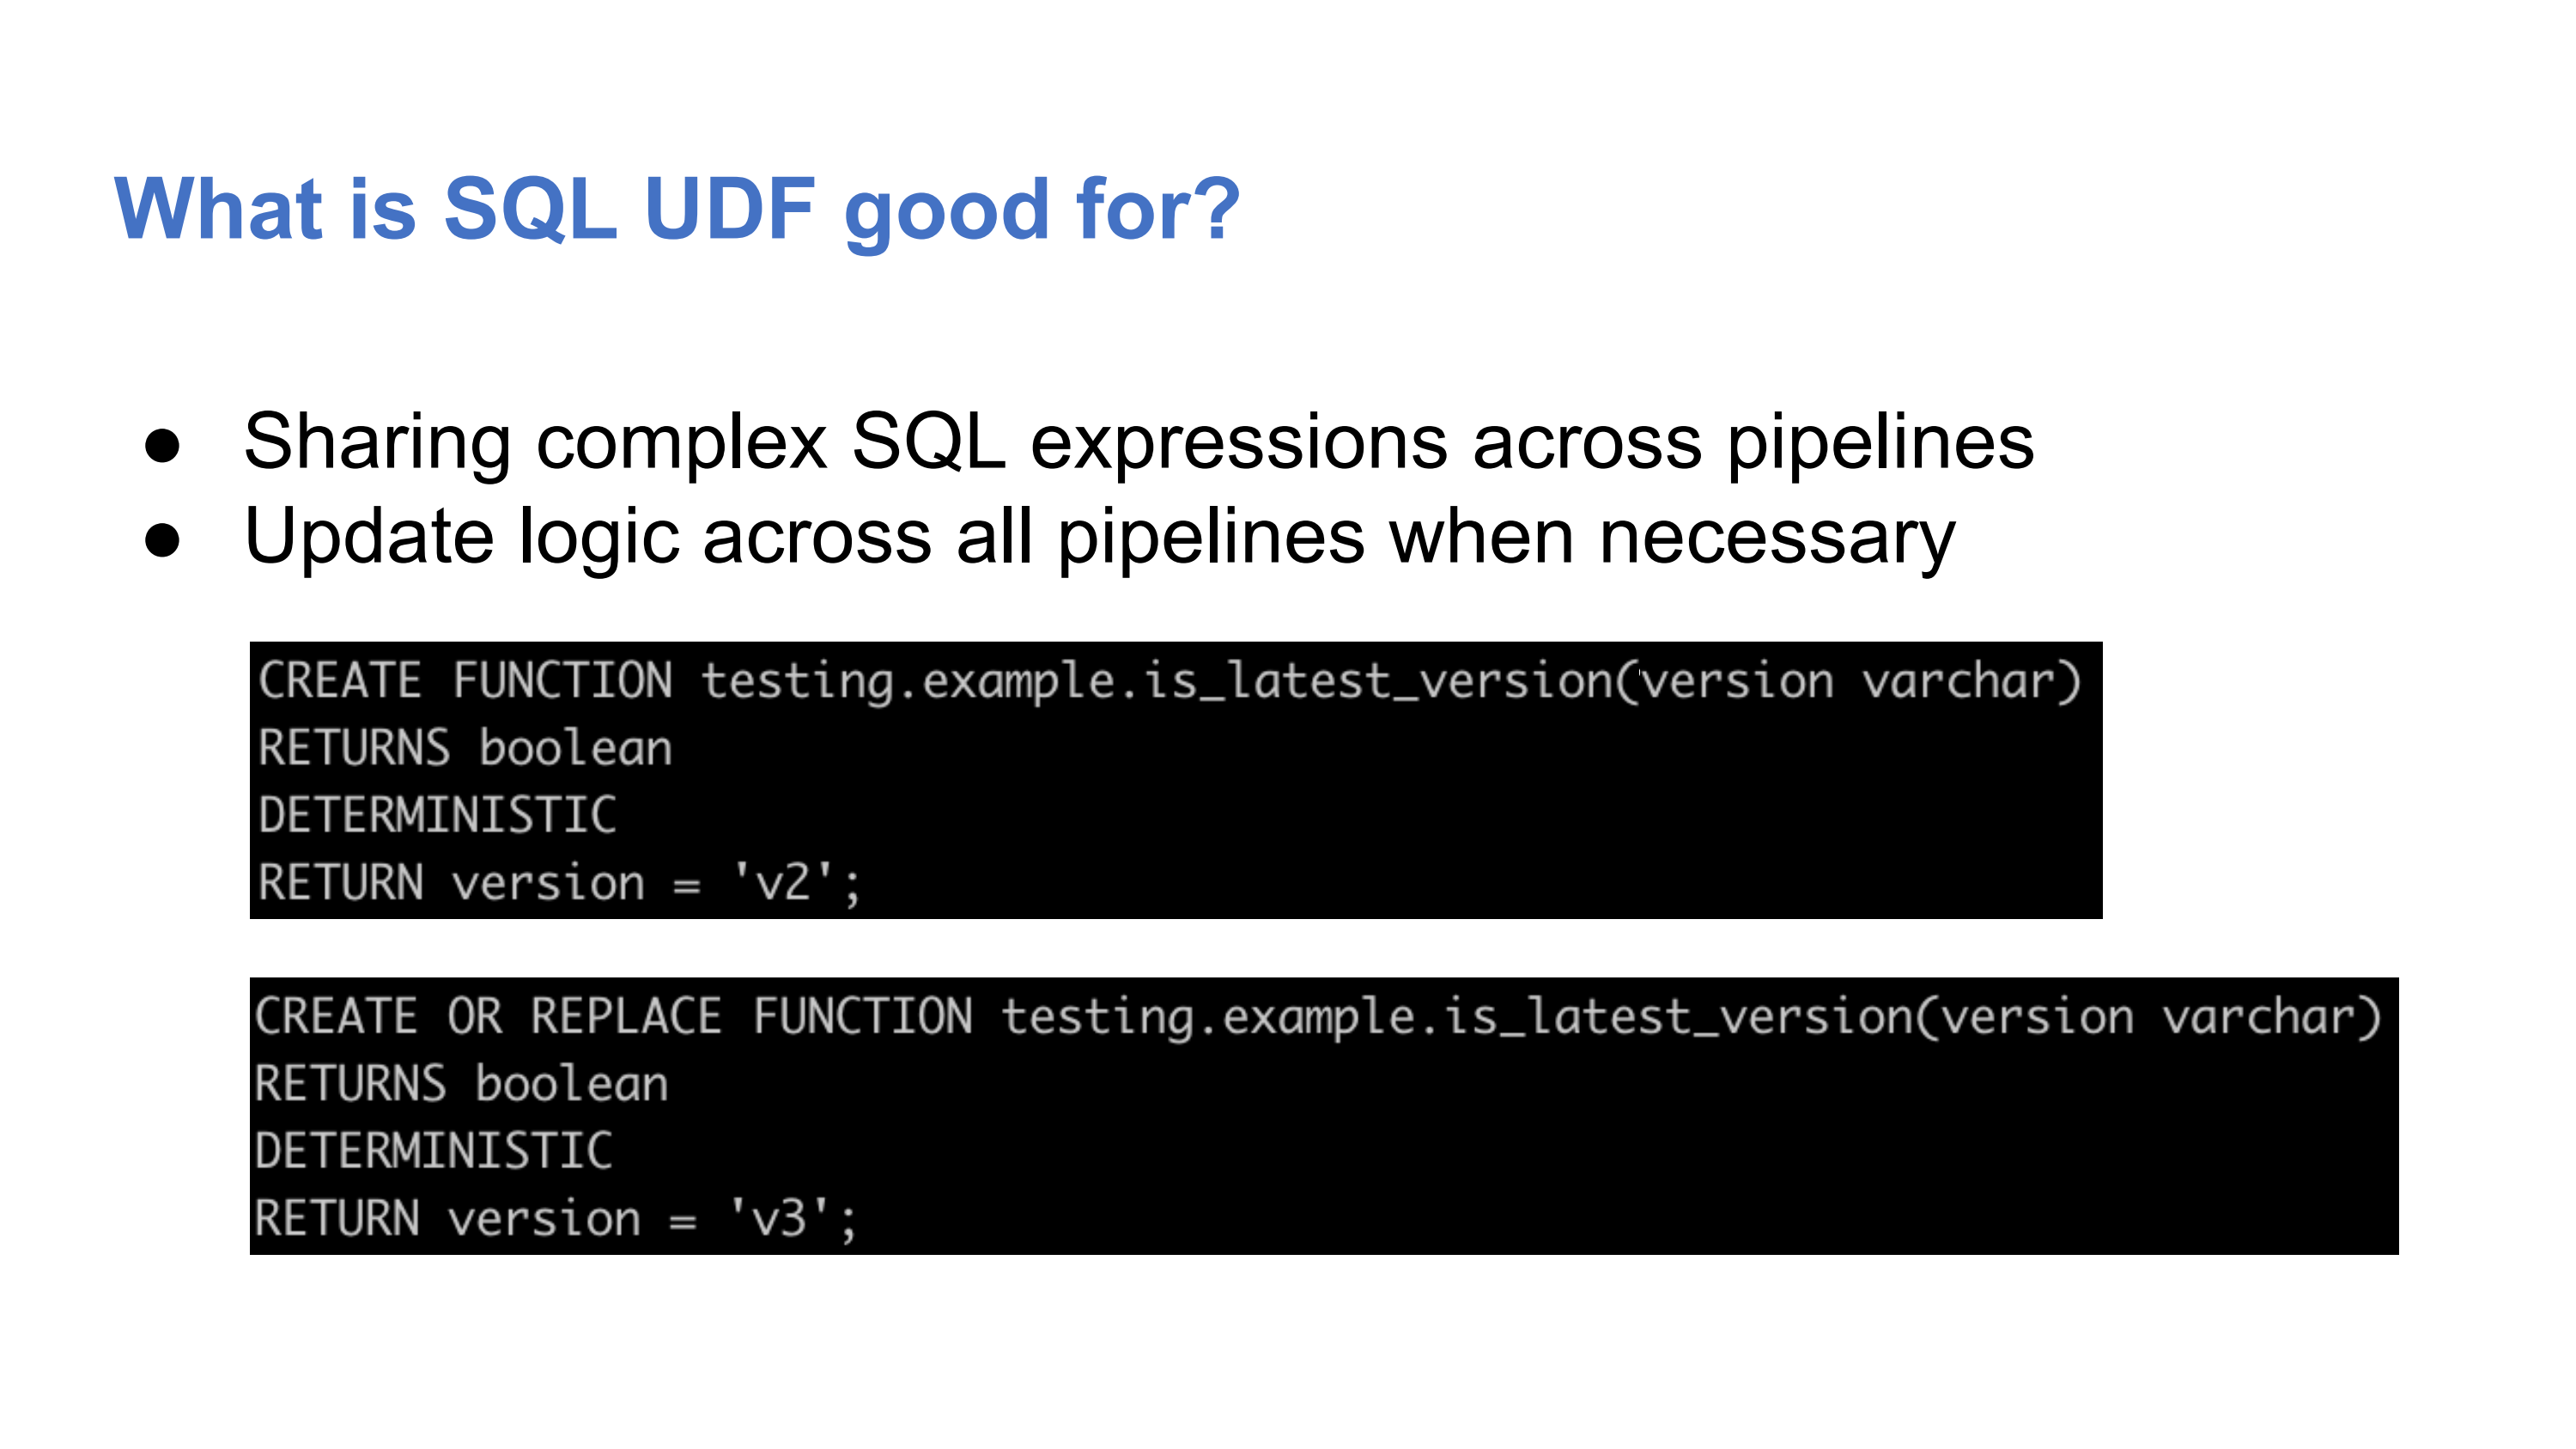 What is SQL UDF good for?
● Sharing complex SQL expressions across pipelines
● Update logic across all pipelines when necessary
CREATE FUNCTION testing.example.is_latest_version(version varchar)
RETURNS boolean
DETERMINISTIC
RETURN version = 'v2';
CREATE OR REPLACE FUNCTION testing.example.is_latest_version(version varchar)
RETURNS boolean
DETERMINISTIC
RETURN version = 'v3';